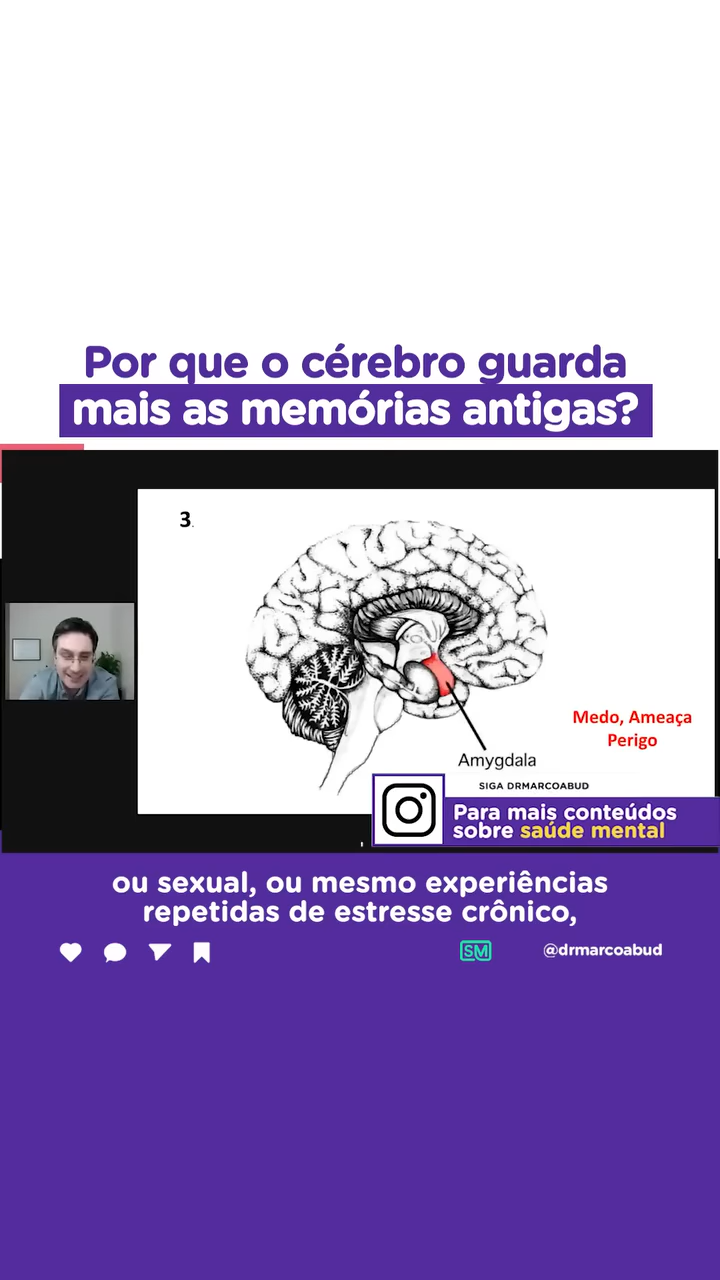 Por que o cérebro guarda
mais as memórias antigas?
3.
Medo, Ameaça
Perigo
Amygdala
SIGA DRMARCOABUD
Para mais conteúdos
sobre saúde mental
ou sexual, ou mesmo experiências
repetidas de estresse crônico,
SM
@drmarcoabud